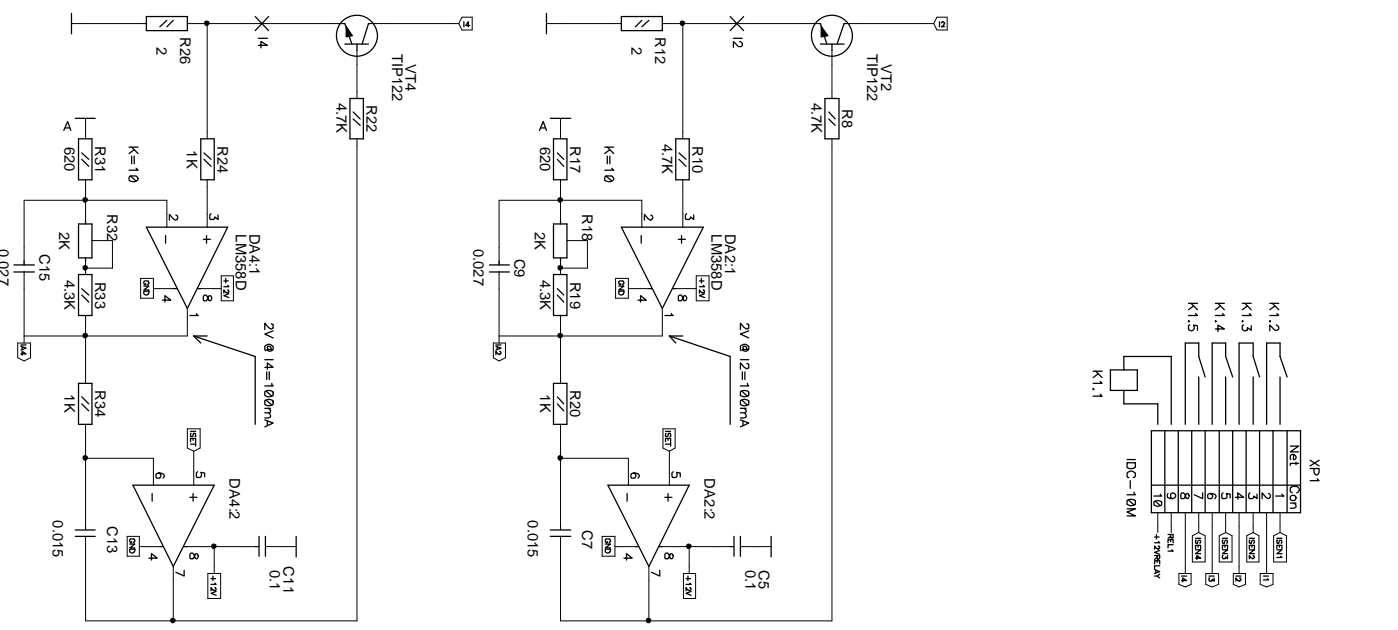 I4
I4
R26
2
VT4
TIP122
R22
4.7K
R24
1K
A
R31
620
K=10
3
2
+
−
DA4:1
LM358D
+12V
8
GND
4
1
R32
2K
R33
4.3K
C15
0.027
IA4
2V @ I4=100mA
R34
1K
ISET
5
6
+
−
DA4:2
8
+12V
GND
4
7
C11
0.1
C13
0.015
I2
I2
R12
2
VT2
TIP122
R8
4.7K
R10
4.7K
A
R17
620
K=10
3
2
+
−
DA2:1
LM358D
+12V
8
GND
4
1
R18
2K
R19
4.3K
C9
0.027
IA2
2V @ I2=100mA
R20
1K
ISET
5
6
+
−
DA2:2
8
+12V
GND
4
7
C5
0.1
C7
0.015
XP1
Net Con
K1.2
K1.3
K1.4
K1.5
K1.1
1 ISEN1
2 I1
3 ISEN2
4 I2
5 ISEN3
6 I3
7 ISEN4
8 I4
9 REL1
10 +12VRELAY
IDC-10M